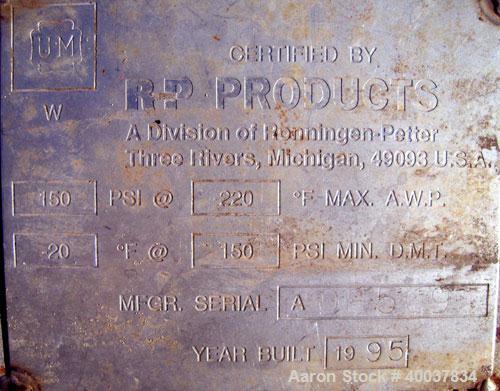 UM
W
CERTIFIED BY
R-P PRODUCTS
A Division of Ronningen-Petter
Three Rivers, Michigan, 49093 U.S.A.
150 PSI @ 220 °F MAX. A.W.P.
-20 °F @ 150 PSI MIN. D.M.T.
MFGR. SERIAL A
YEAR BUILT 1995
Aaron Stock # 40037834